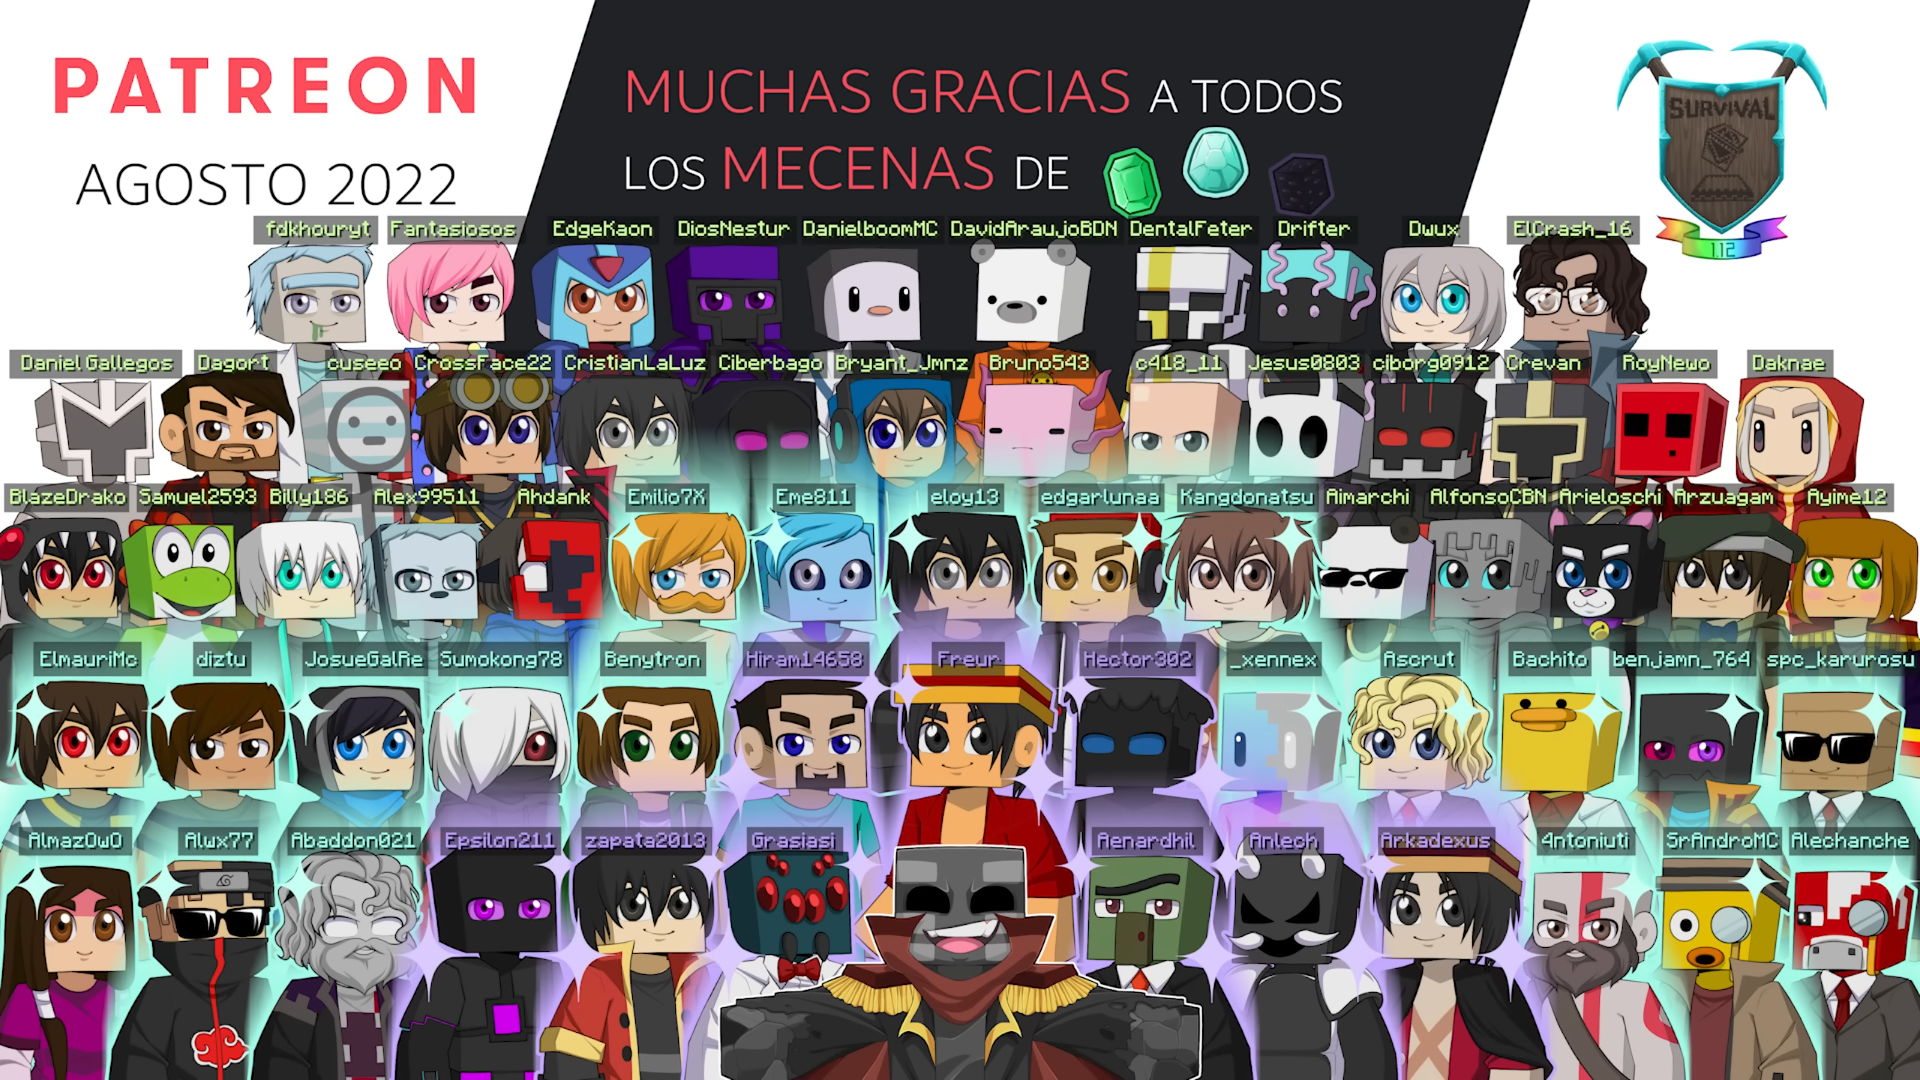 PATREON
AGOSTO 2022
MUCHAS GRACIAS A TODOS
LOS MECENAS DE
SURVIVAL
1.12
fdkhouryt Fantasiosos EdgeKaon DiosNestur DanielboomMC DavidAraujoBDN DentalFeter Drifter Dwux ElCrash_16
Daniel Gallegos Dagort cuseeo CrossFace22 CristianLaLuz Ciberbago Bryant_Jmnz Bruno543 c418_11 Jesus0803 ciborg0912 Crevan RoyNewo Daknae
BlazeDrako Samuel2593 Billy186 Alex99511 Ahdank Emilio7X Eme811 eloy13 edgarlunaa Kangdonatsu Aimarchi AlfonsoCBN Arieloschi Arzuagam Ayime12
ElmauriMc diztu JosueGalRe Sumokong78 Benytron Hiram14658 Freur Hector302 _xennex Ascrut Bachito benjamn_764 spc_karurosu
AlmazOwO Alwx77 Abaddon021 Epsilon211 zapata2013 Grasiasi Aenardhil Anlech Arkadexus 4ntoniuti SrAndroMC Alechanche